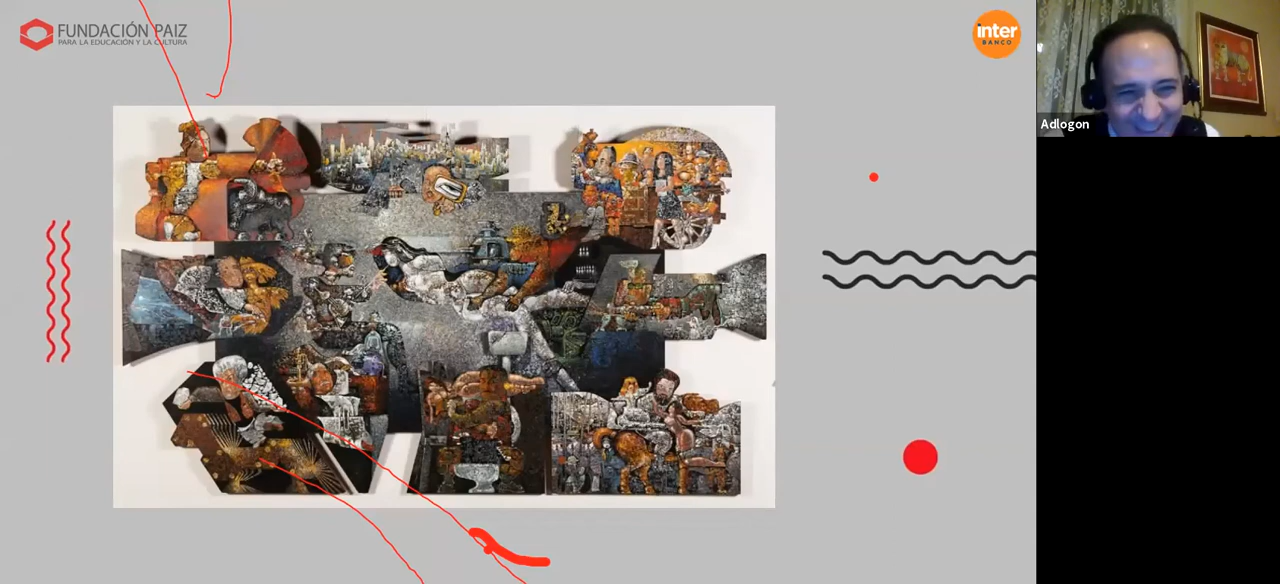 FUNDACIÓN PAIZ
PARA LA EDUCACIÓN Y LA CULTURA
inter
BANCO
Adlogon